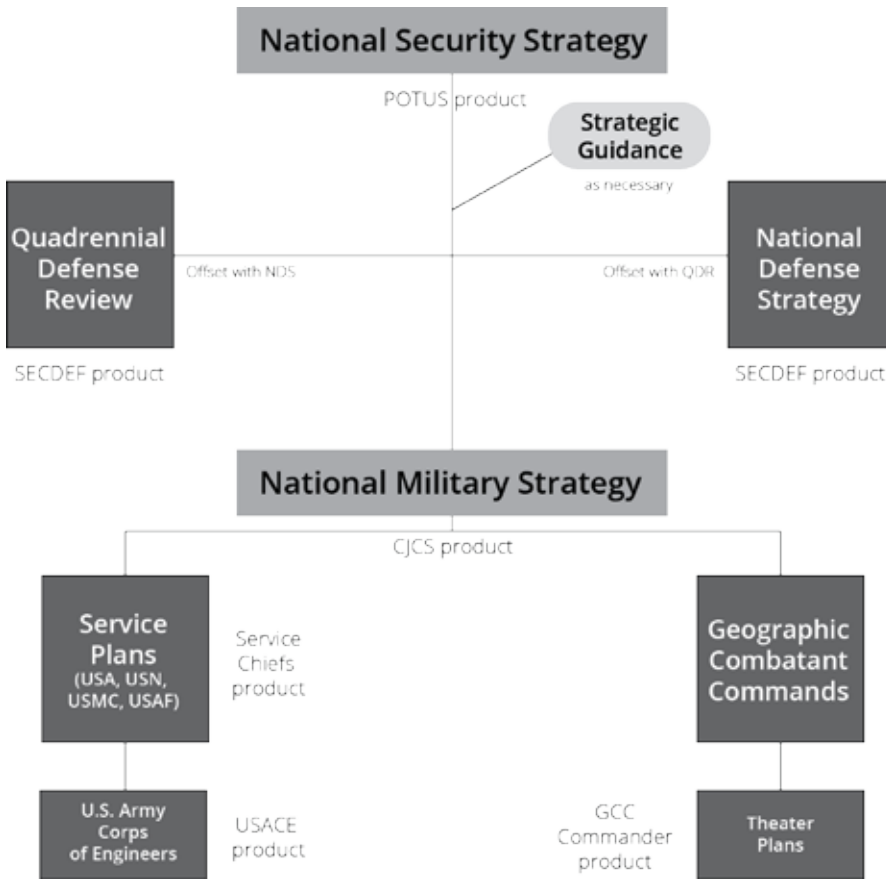 National Security Strategy
POTUS product
Strategic
Guidance
as necessary
Quadrennial
Defense
Review
Offset with NDS
SECDEF product
Offset with QDR
National
Defense
Strategy
SECDEF product
National Military Strategy
CJCS product
Service
Plans
(USA, USN,
USMC, USAF)
Service
Chiefs
product
Geographic
Combatant
Commands
U.S. Army
Corps
of Engineers
USACE
product
GCC
Commander
product
Theater
Plans